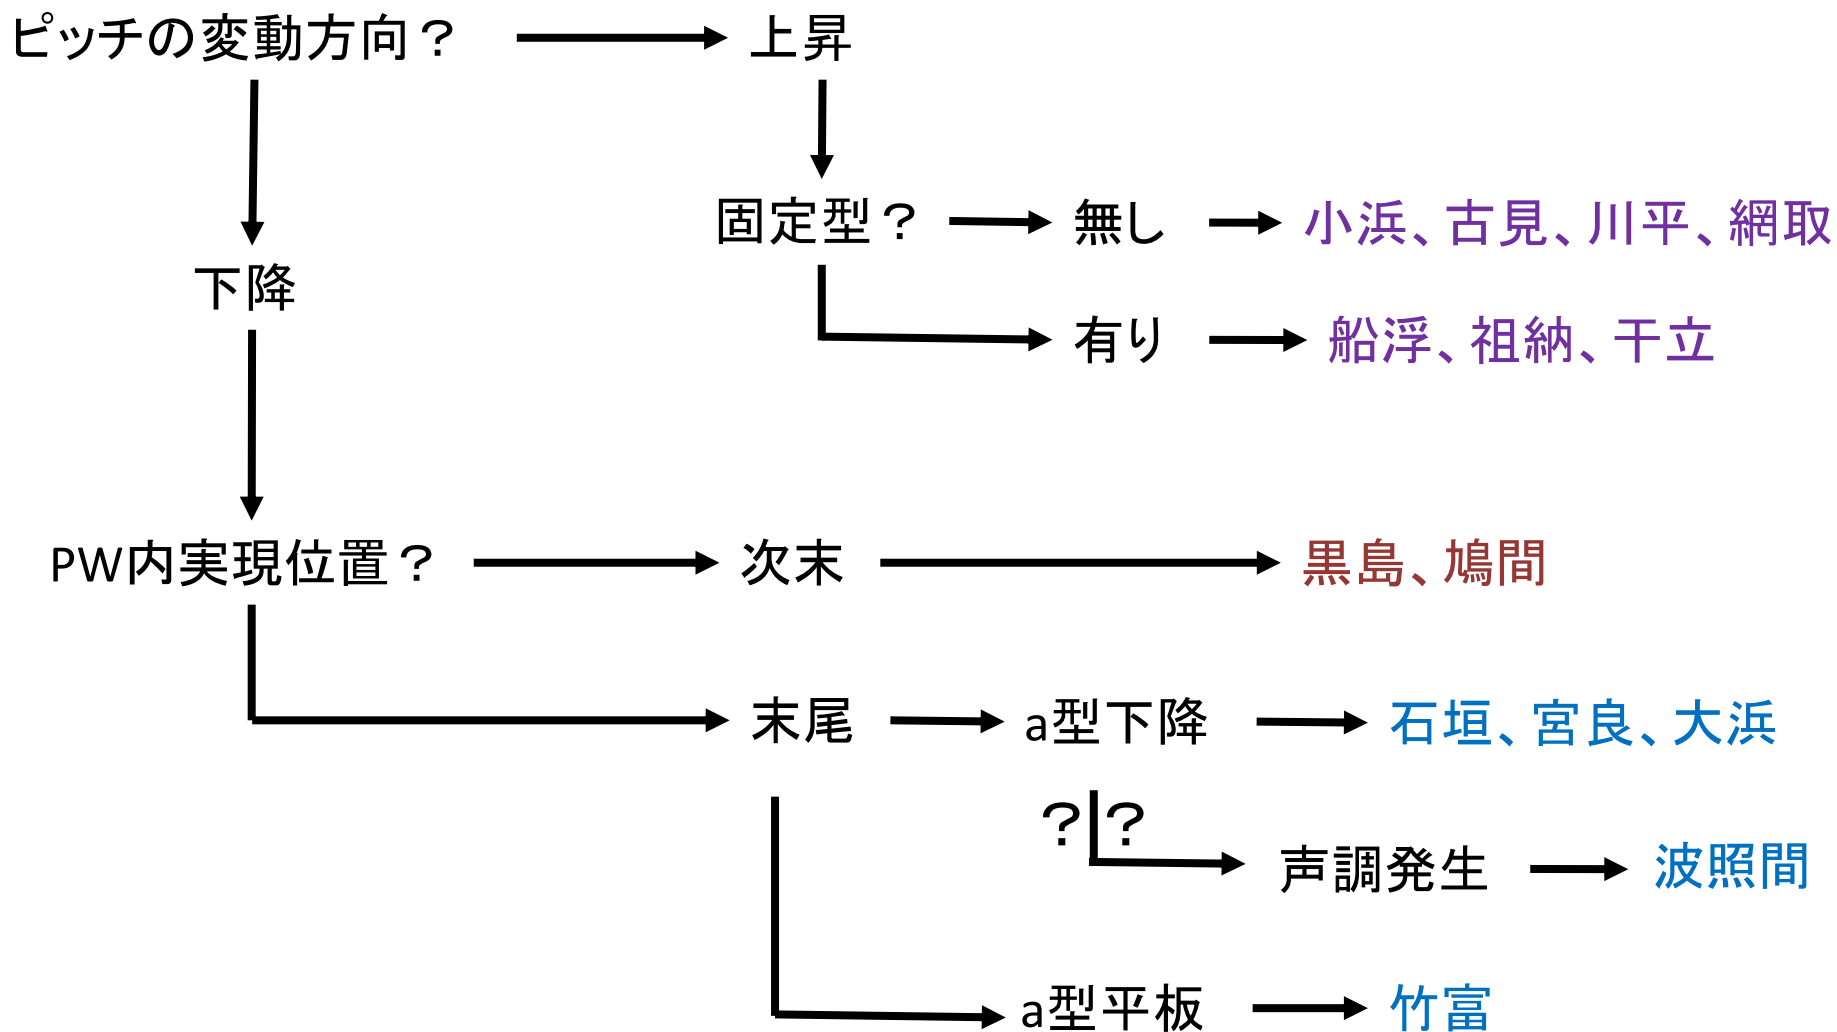 ピッチの変動方向？
上昇
固定型？
無し
小浜、古見、川平、網取
下降
有り
船浮、祖納、干立
PW内実現位置？
次末
黒島、鳩間
末尾
a型下降
石垣、宮良、大浜
？
？
声調発生
波照間
a型平板
竹富